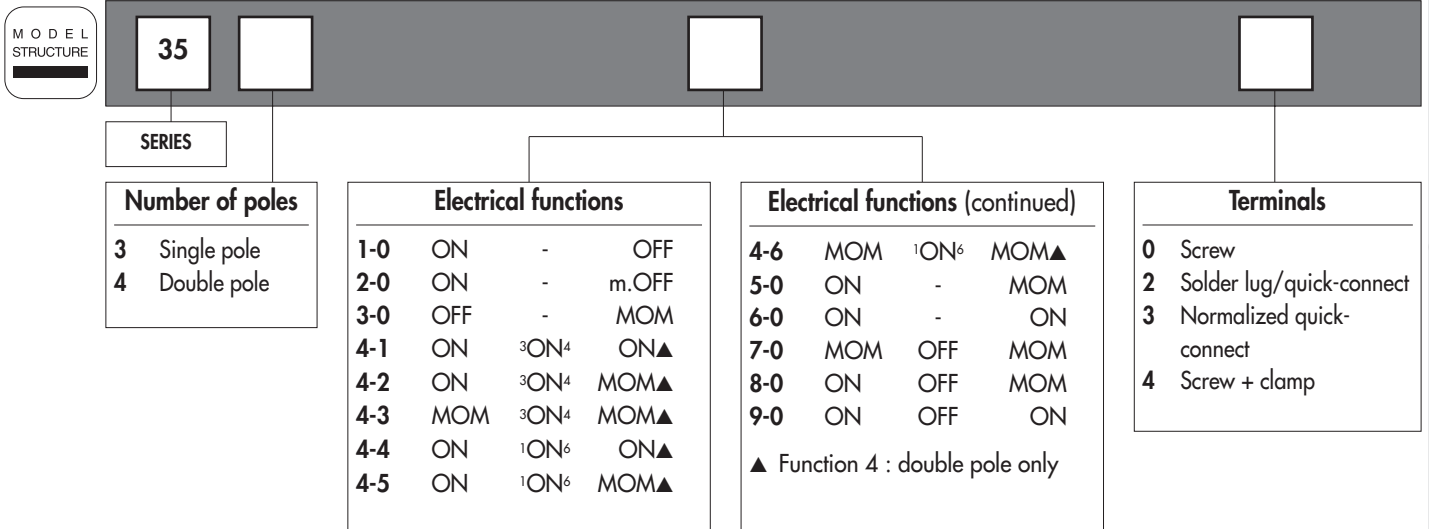 MODEL
STRUCTURE
35
SERIES
Number of poles
3 Single pole
4 Double pole
Electrical functions
1-0 ON - OFF
2-0 ON - m.OFF
3-0 OFF - MOM
4-1 ON ³ON⁴ ON▲
4-2 ON ³ON⁴ MOM▲
4-3 MOM ³ON⁴ MOM▲
4-4 ON ¹ON⁶ ON▲
4-5 ON ¹ON⁶ MOM▲
Electrical functions (continued)
4-6 MOM ¹ON⁶ MOM▲
5-0 ON - MOM
6-0 ON - ON
7-0 MOM OFF MOM
8-0 ON OFF MOM
9-0 ON OFF ON
▲ Function 4 : double pole only
Terminals
0 Screw
2 Solder lug/quick-connect
3 Normalized quick-
connect
4 Screw + clamp